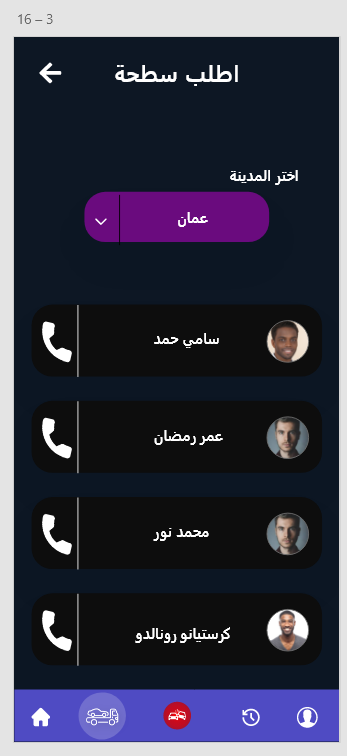 16 – 3
اطلب سطحة
اختر المدينة
عمان
سامي حمد
عمر رمضان
محمد نور
كرستيانو رونالدو